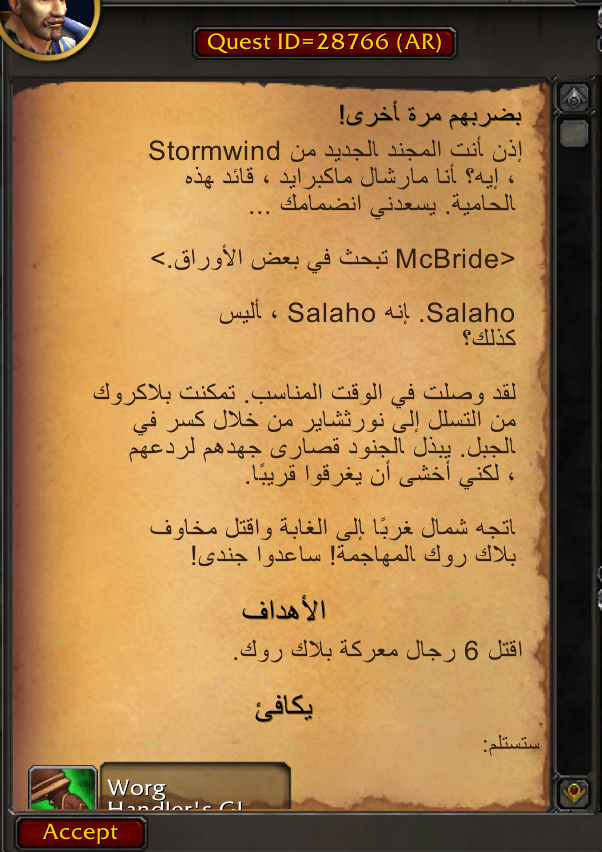 Quest ID=28766 (AR)
بضربهم مرة أخرى!
إذن أنت المجند الجديد من Stormwind
، إيه؟ أنا مارشال ماكبرايد ، قائد هذه
الحامية. يسعدني انضمامك ...
<McBride تبحث في بعض الأوراق.>
Salaho. إنه Salaho ، أليس
كذلك؟
لقد وصلت في الوقت المناسب. تمكنت بلاكروك
من التسلل إلى نورثشاير من خلال كسر في
الجبل. يبذل الجنود قصارى جهدهم لردعهم
، لكني أخشى أن يغرقوا قريبًا.
اتجه شمال غربًا إلى الغابة واقتل مخاوف
بلاك روك المهاجمة! ساعدوا جندى!
الأهداف
اقتل 6 رجال معركة بلاك روك.
يكافئ
ستستلم:
Worg
Handler's Gl
Accept